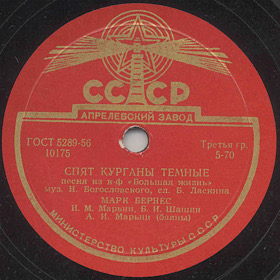 СССР
АПРЕЛЕВСКИЙ ЗАВОД
ГОСТ 5289-56
10175
Третья гр.
5-70
СПЯТ КУРГАНЫ ТЕМНЫЕ
песня из к-ф «Большая жизнь»
муз. Н. Богословского, сл. Б. Ласкина
МАРК БЕРНЕС
И. М. Марьин, Б. И. Шашин
А. И. Марьин (баяны)
МИНИСТЕРСТВО КУЛЬТУРЫ СССР